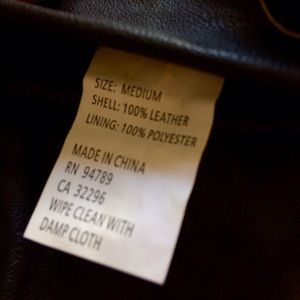 SIZE: MEDIUM
SHELL: 100% LEATHER
LINING: 100% POLYESTER
MADE IN CHINA
RN 94789
CA 32296
WIPE CLEAN WITH
DAMP CLOTH